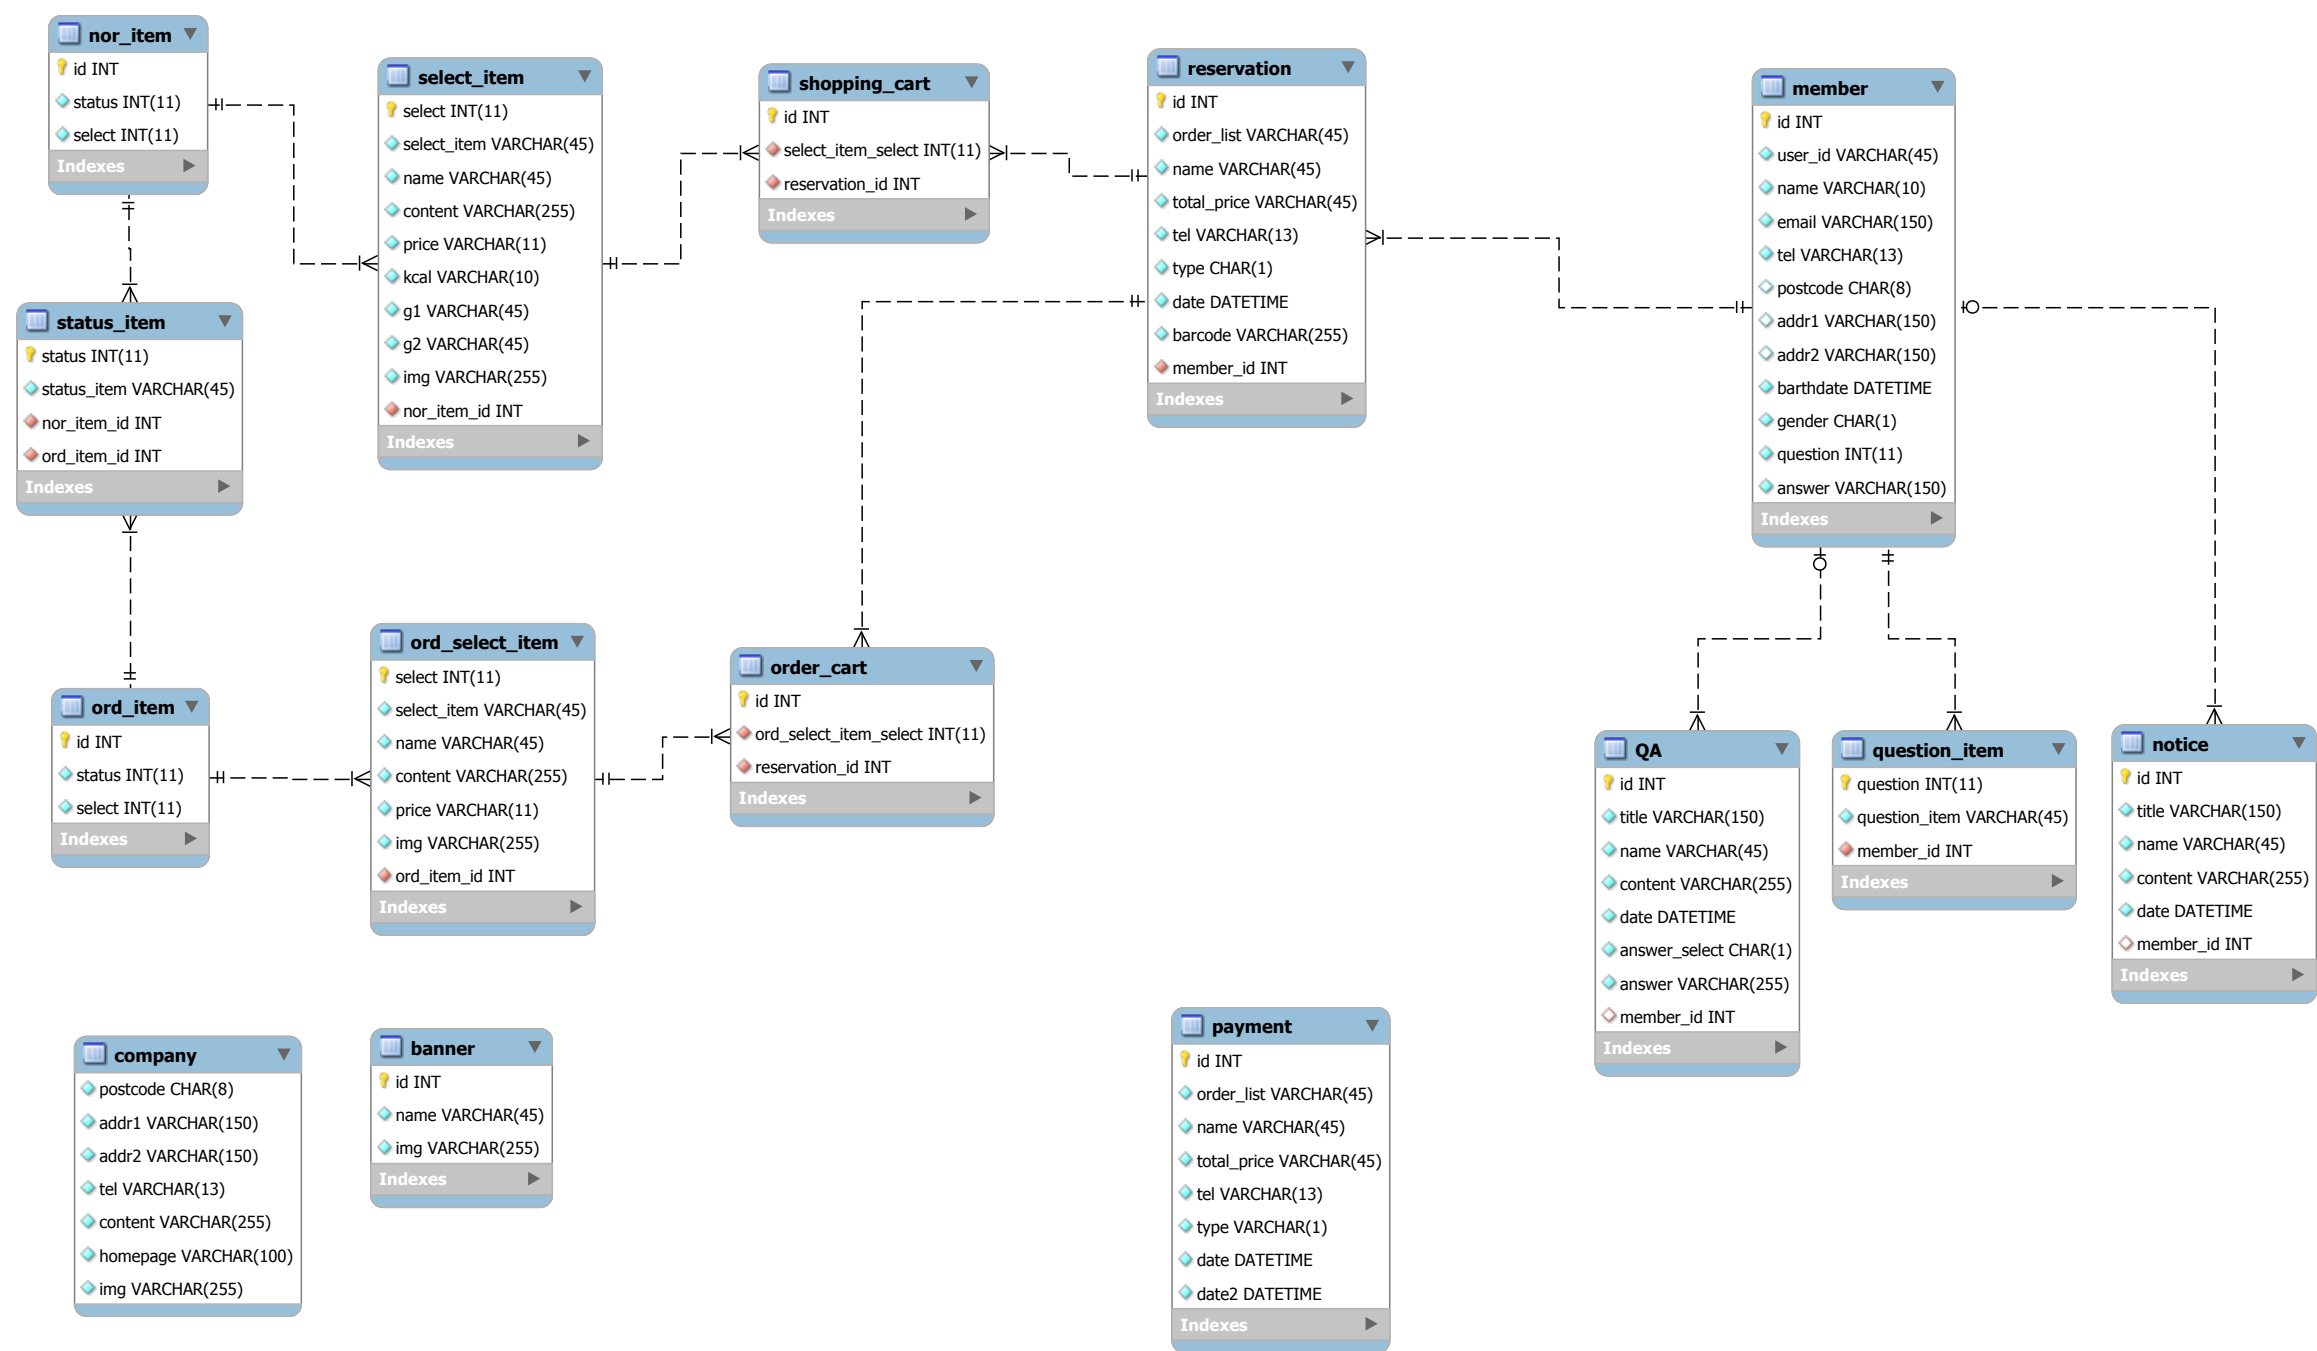 nor_item
id INT
status INT(11)
select INT(11)
Indexes
select_item
select INT(11)
select_item VARCHAR(45)
name VARCHAR(45)
content VARCHAR(255)
price VARCHAR(11)
kcal VARCHAR(10)
g1 VARCHAR(45)
g2 VARCHAR(45)
img VARCHAR(255)
nor_item_id INT
Indexes
shopping_cart
id INT
select_item_select INT(11)
reservation_id INT
Indexes
reservation
id INT
order_list VARCHAR(45)
name VARCHAR(45)
total_price VARCHAR(45)
tel VARCHAR(13)
type CHAR(1)
date DATETIME
barcode VARCHAR(255)
member_id INT
Indexes
member
id INT
user_id VARCHAR(45)
name VARCHAR(10)
email VARCHAR(150)
tel VARCHAR(13)
postcode CHAR(8)
addr1 VARCHAR(150)
addr2 VARCHAR(150)
barthdate DATETIME
gender CHAR(1)
question INT(11)
answer VARCHAR(150)
Indexes
status_item
status INT(11)
status_item VARCHAR(45)
nor_item_id INT
ord_item_id INT
Indexes
ord_item
id INT
status INT(11)
select INT(11)
Indexes
ord_select_item
select INT(11)
select_item VARCHAR(45)
name VARCHAR(45)
content VARCHAR(255)
price VARCHAR(11)
img VARCHAR(255)
ord_item_id INT
Indexes
order_cart
id INT
ord_select_item_select INT(11)
reservation_id INT
Indexes
QA
id INT
title VARCHAR(150)
name VARCHAR(45)
content VARCHAR(255)
date DATETIME
answer_select CHAR(1)
answer VARCHAR(255)
member_id INT
Indexes
question_item
question INT(11)
question_item VARCHAR(45)
member_id INT
Indexes
notice
id INT
title VARCHAR(150)
name VARCHAR(45)
content VARCHAR(255)
date DATETIME
member_id INT
Indexes
company
postcode CHAR(8)
addr1 VARCHAR(150)
addr2 VARCHAR(150)
tel VARCHAR(13)
content VARCHAR(255)
homepage VARCHAR(100)
img VARCHAR(255)
banner
id INT
name VARCHAR(45)
img VARCHAR(255)
Indexes
payment
id INT
order_list VARCHAR(45)
name VARCHAR(45)
total_price VARCHAR(45)
tel VARCHAR(13)
type VARCHAR(1)
date DATETIME
date2 DATETIME
Indexes